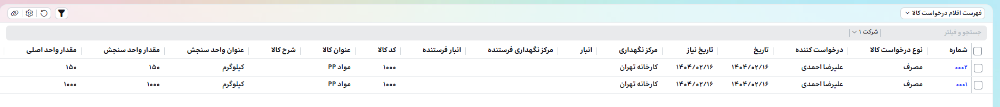 فهرست اقلام درخواست کالا
جستجو و فیلتر شرکت ۱
شماره نوع درخواست کالا درخواست کننده تاریخ تاریخ نیاز مرکز نگهداری انبار مرکز نگهداری فرستنده انبار فرستنده کد کالا عنوان کالا شرح کالا عنوان واحد سنجش مقدار واحد سنجش مقدار واحد اصلی
۰۰۰۲ مصرف علیرضا احمدی ۱۴۰۴/۰۲/۱۶ ۱۴۰۴/۰۲/۱۶ کارخانه تهران ۱۰۰۰ مواد PP کیلوگرم ۱۵۰ ۱۵۰
۰۰۰۱ مصرف علیرضا احمدی ۱۴۰۴/۰۲/۱۶ ۱۴۰۴/۰۲/۱۶ کارخانه تهران ۱۰۰۰ مواد PP کیلوگرم ۱۰۰۰ ۱۰۰۰